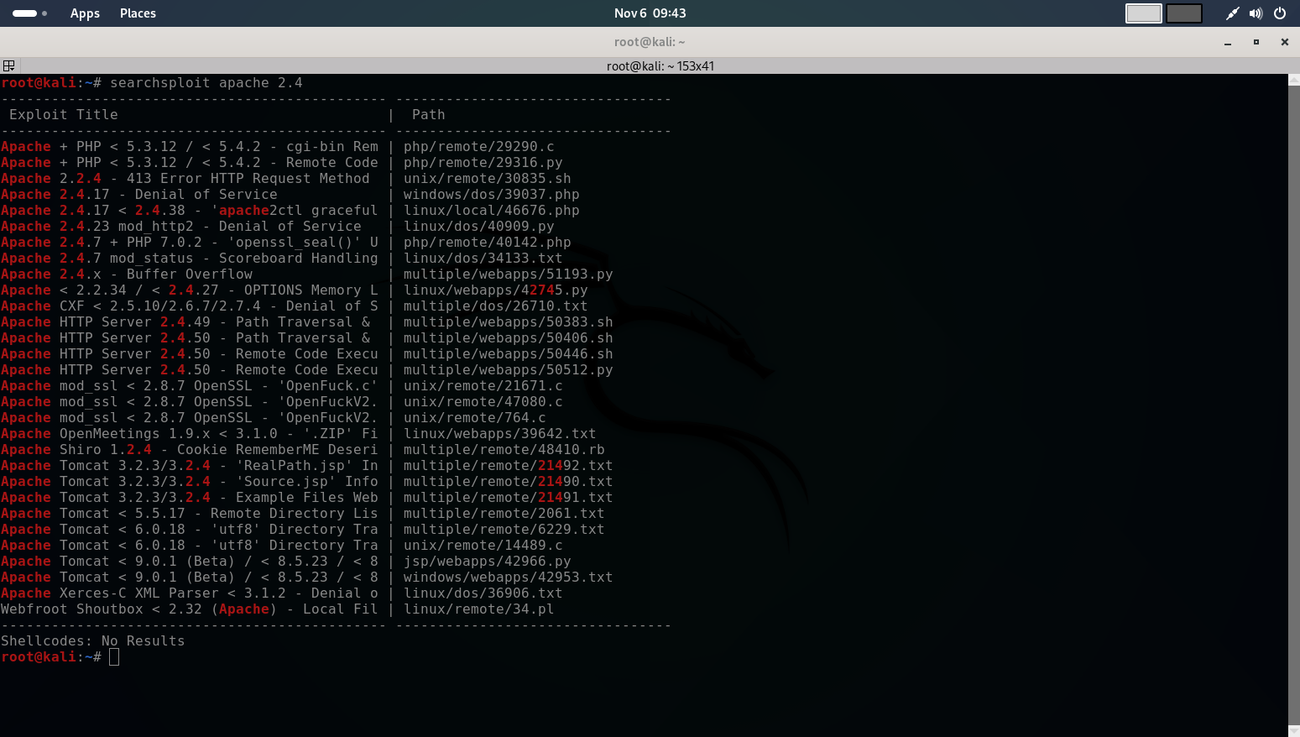 Apps Places Nov 6 09:43
root@kali: ~
root@kali: ~ 153x41
root@kali:~# searchsploit apache 2.4
---------------------------------------------- ---------------------------------
Exploit Title | Path
---------------------------------------------- ---------------------------------
Apache + PHP < 5.3.12 / < 5.4.2 - cgi-bin Rem | php/remote/29290.c
Apache + PHP < 5.3.12 / < 5.4.2 - Remote Code | php/remote/29316.py
Apache 2.2.4 - 413 Error HTTP Request Method | unix/remote/30835.sh
Apache 2.4.17 - Denial of Service | windows/dos/39037.php
Apache 2.4.17 < 2.4.38 - 'apache2ctl graceful | linux/local/46676.php
Apache 2.4.23 mod_http2 - Denial of Service | linux/dos/40909.py
Apache 2.4.7 + PHP 7.0.2 - 'openssl_seal()' U | php/remote/40142.php
Apache 2.4.7 mod_status - Scoreboard Handling | linux/dos/34133.txt
Apache 2.4.x - Buffer Overflow | multiple/webapps/51193.py
Apache < 2.2.34 / < 2.4.27 - OPTIONS Memory L | linux/webapps/42745.py
Apache CXF < 2.5.10/2.6.7/2.7.4 - Denial of S | multiple/dos/26710.txt
Apache HTTP Server 2.4.49 - Path Traversal & | multiple/webapps/50383.sh
Apache HTTP Server 2.4.50 - Path Traversal & | multiple/webapps/50406.sh
Apache HTTP Server 2.4.50 - Remote Code Execu | multiple/webapps/50446.sh
Apache HTTP Server 2.4.50 - Remote Code Execu | multiple/webapps/50512.py
Apache mod_ssl < 2.8.7 OpenSSL - 'OpenFuck.c' | unix/remote/21671.c
Apache mod_ssl < 2.8.7 OpenSSL - 'OpenFuckV2. | unix/remote/47080.c
Apache mod_ssl < 2.8.7 OpenSSL - 'OpenFuckV2. | unix/remote/764.c
Apache OpenMeetings 1.9.x < 3.1.0 - '.ZIP' Fi | linux/webapps/39642.txt
Apache Shiro 1.2.4 - Cookie RememberME Deseri | multiple/remote/48410.rb
Apache Tomcat 3.2.3/3.2.4 - 'RealPath.jsp' In | multiple/remote/21492.txt
Apache Tomcat 3.2.3/3.2.4 - 'Source.jsp' Info | multiple/remote/21490.txt
Apache Tomcat 3.2.3/3.2.4 - Example Files Web | multiple/remote/21491.txt
Apache Tomcat < 5.5.17 - Remote Directory Lis | multiple/remote/2061.txt
Apache Tomcat < 6.0.18 - 'utf8' Directory Tra | multiple/remote/6229.txt
Apache Tomcat < 6.0.18 - 'utf8' Directory Tra | unix/remote/14489.c
Apache Tomcat < 9.0.1 (Beta) / < 8.5.23 / < 8 | jsp/webapps/42966.py
Apache Tomcat < 9.0.1 (Beta) / < 8.5.23 / < 8 | windows/webapps/42953.txt
Apache Xerces-C XML Parser < 3.1.2 - Denial o | linux/dos/36906.txt
Webfroot Shoutbox < 2.32 (Apache) - Local Fil | linux/remote/34.pl
---------------------------------------------- ---------------------------------
Shellcodes: No Results
root@kali:~#